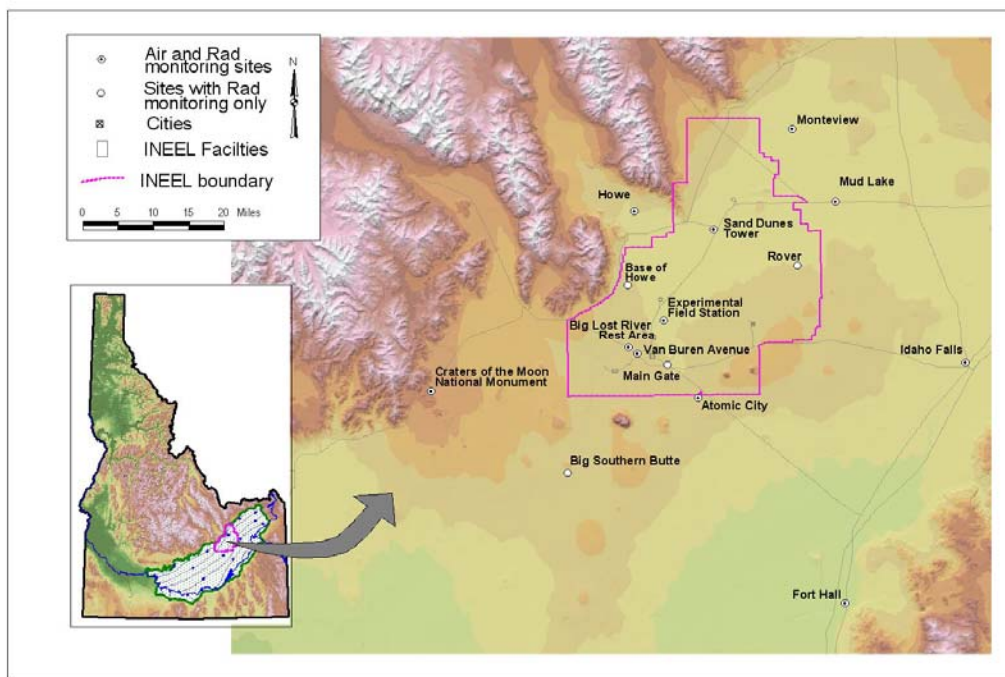 Air and Rad
monitoring sites
Sites with Rad
monitoring only
Cities
INEEL Facilties
INEEL boundary
N
0 5 10 15 20 Miles
Monteview
Mud Lake
Howe
Sand Dunes
Tower
Rover
Base of
Howe
Experimental
Field Station
Big Lost River
Rest Area
Van Buren Avenue
Idaho Falls
Main Gate
Craters of the Moon
National Monument
Atomic City
Big Southern Butte
Fort Hall